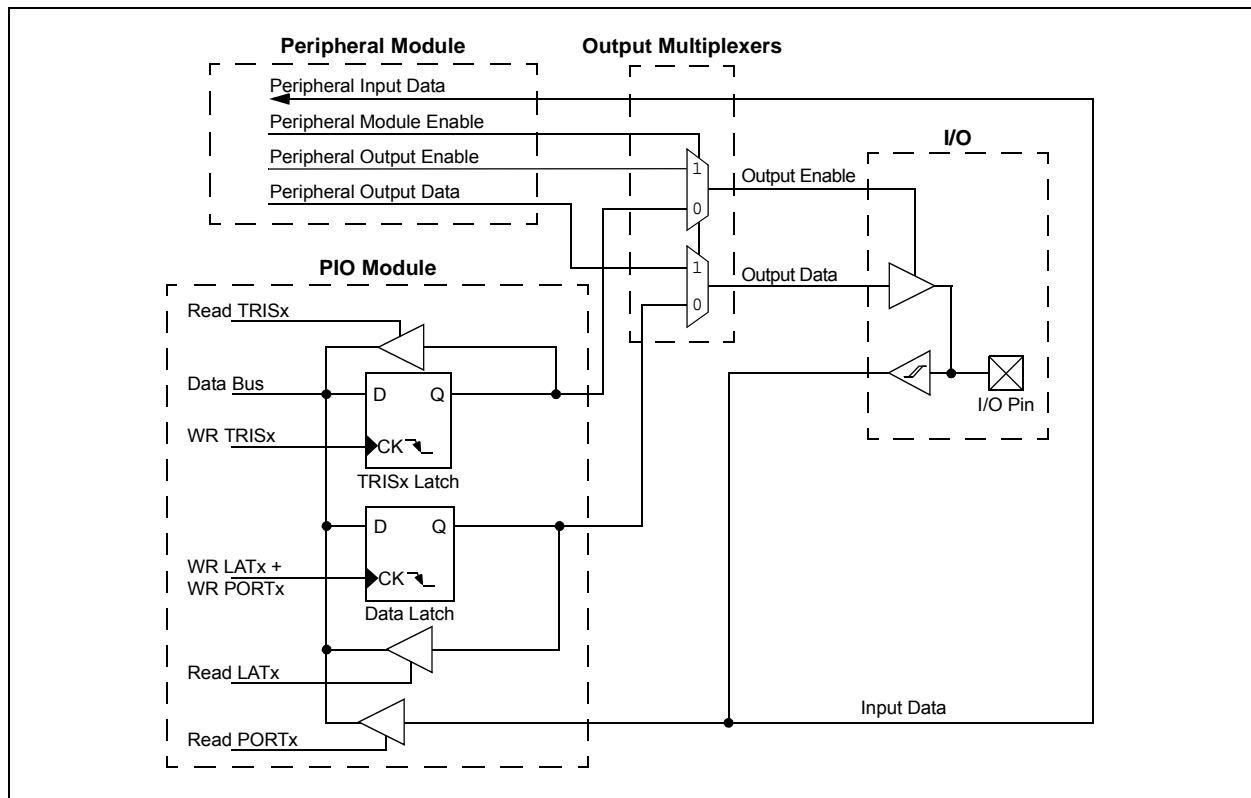 Peripheral Module
Output Multiplexers
Peripheral Input Data
Peripheral Module Enable
Peripheral Output Enable
Peripheral Output Data
1
0
Output Enable
I/O
1
0
Output Data
I/O Pin
PIO Module
Read TRISx
Data Bus
D Q
WR TRISx
CK
TRISx Latch
D Q
WR LATx +
WR PORTx
CK
Data Latch
Read LATx
Read PORTx
Input Data